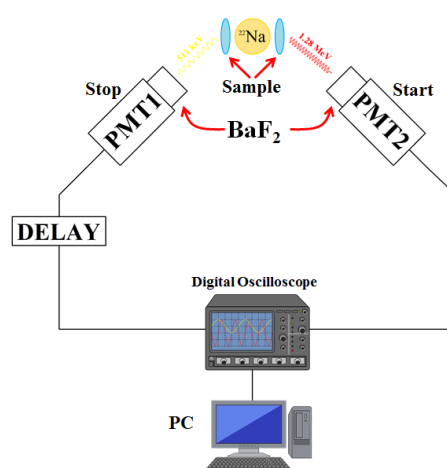 ²²Na
511 keV
1.28 MeV
Stop
Sample
Start
PMT1
PMT2
BaF₂
DELAY
Digital Oscilloscope
PC